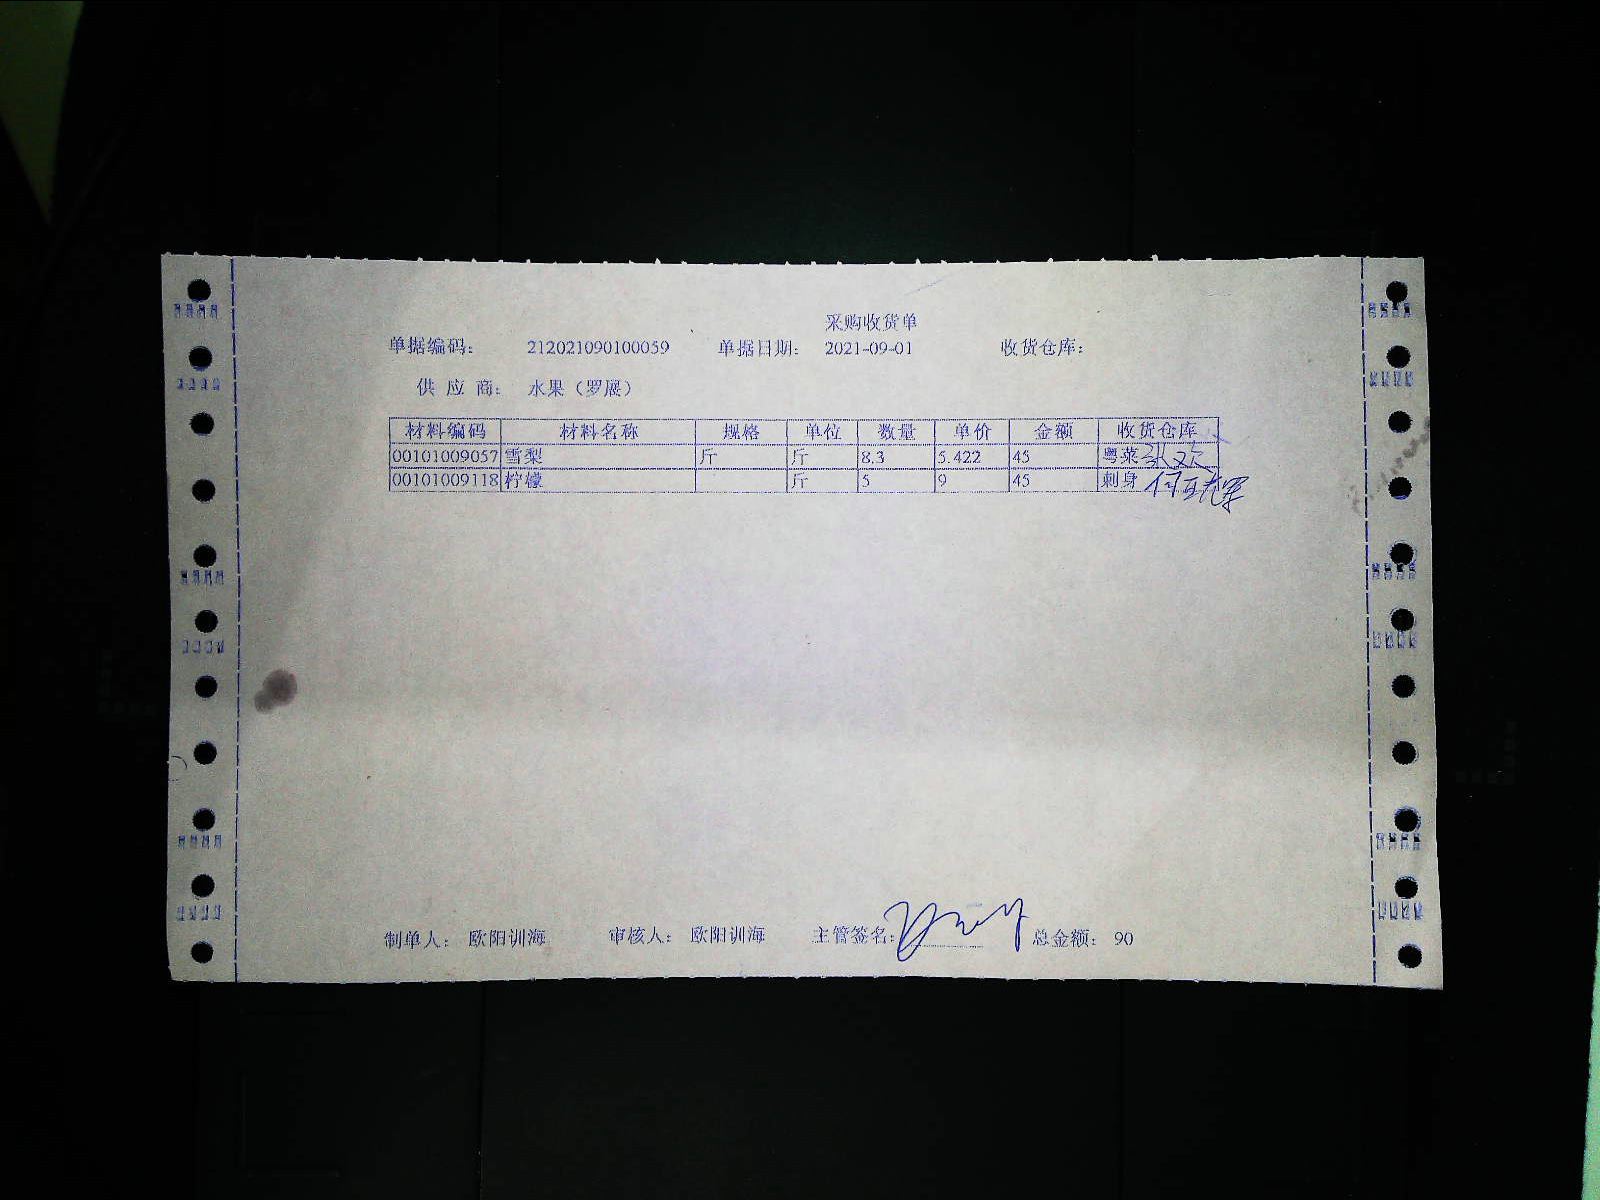 采购收货单
单据编码： 212021090100059 单据日期： 2021-09-01 收货仓库：
供 应 商： 水果（罗展）
材料编码 材料名称 规格 单位 数量 单价 金额 收货仓库
00101009057 雪梨 斤 斤 8.3 5.422 45 粤菜
00101009118 柠檬 斤 5 9 45 刺身
制单人： 欧阳训海 审核人： 欧阳训海 主管签名： 总金额： 90